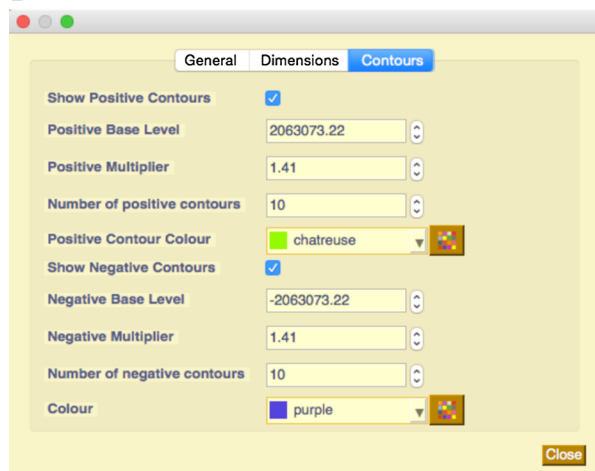 General Dimensions Contours
Show Positive Contours
Positive Base Level 2063073.22
Positive Multiplier 1.41
Number of positive contours 10
Positive Contour Colour chatreuse
Show Negative Contours
Negative Base Level -2063073.22
Negative Multiplier 1.41
Number of negative contours 10
Colour purple
Close